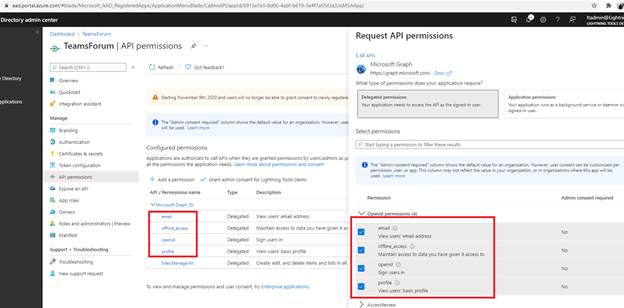 aad.portal.azure.com/#blade/Microsoft_AAD_RegisteredApps/ApplicationMenuBlade/CallAnAPI/appId/
Directory admin center
ltadmin@Lightne
LIGHTNING TOOLS DE
Dashboard > TeamsForum >
TeamsForum | API permissions
Search (Ctrl+/)
Overview
Quickstart
Integration assistant
Manage
Branding
Authentication
Certificates & secrets
Token configuration
API permissions
Expose an API
App roles
Owners
Roles and administrators | Preview)
Manifest
Support + Troubleshooting
Troubleshooting
New support request
Directory
pplications
Refresh
Got feedback?
Starting November 9th, 2020 end users will no longer be able to grant consent to newly registere
The "Admin consent required" column shows the default value for an organization. However, user
will be used. Learn more
Configured permissions
Applications are authorized to call APIs when they are granted permissions by users/admins as p
all the permissions the application needs. Learn more about permissions and consent
Add a permission
Grant admin consent for Lightning Tools Demo
API / Permissions name
Type
Description
Microsoft Graph (5)
email
Delegated
View users' email address
offline_access
Delegated
Maintain access to data you have given it acces
openid
Delegated
Sign users in
profile
Delegated
View users' basic profile
Sites.Manage.All
Delegated
Create, edit, and delete items and lists in all
To view and manage permissions and user consent, try Enterprise applications.
Request API permissions
All APIs
Microsoft Graph
https://graph.microsoft.com/ Docs
What type of permissions does your application require?
Delegated permissions
Your application needs to access the API as the signed-in user.
Application permissions
Your application runs as a background service or daemon wi
signed-in user.
Select permissions
Start typing a permission to filter these results
The "Admin consent required" column shows the default value for an organization. However, user consent can be customized
per permission, user, or app. This column may not reflect the value in your organization, or in organizations where this app will be
used. Learn more
Permission
Admin consent required
OpenId permissions (4)
email
View users' email address
No
offline_access
Maintain access to data you have given it access to
No
openid
Sign users in
No
profile
View users' basic profile
No
AccessReview